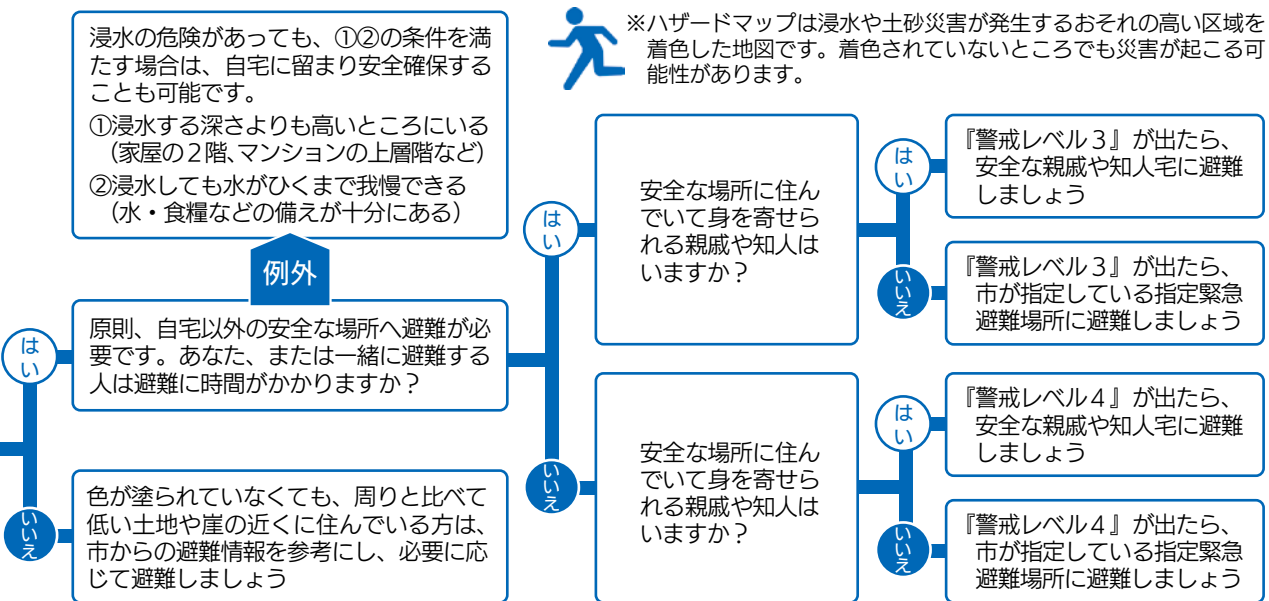 浸水の危険があっても、①②の条件を満
たす場合は、自宅に留まり安全確保する
ことも可能です。
①浸水する深さよりも高いところにいる
（家屋の２階、マンションの上層階など）
②浸水しても水がひくまで我慢できる
（水・食糧などの備えが十分にある）
例外
※ハザードマップは浸水や土砂災害が発生するおそれの高い区域を
着色した地図です。着色されていないところでも災害が起こる可
能性があります。
はい
原則、自宅以外の安全な場所へ避難が必
要です。あなた、または一緒に避難する
人は避難に時間がかかりますか？
いいえ
色が塗られていなくても、周りと比べて
低い土地や崖の近くに住んでいる方は、
市からの避難情報を参考にし、必要に応
じて避難しましょう
はい
安全な場所に住ん
でいて身を寄せら
れる親戚や知人は
いますか？
はい
『警戒レベル３』が出たら、
安全な親戚や知人宅に避難
しましょう
いいえ
『警戒レベル３』が出たら、
市が指定している指定緊急
避難場所に避難しましょう
いいえ
安全な場所に住ん
でいて身を寄せら
れる親戚や知人は
いますか？
はい
『警戒レベル４』が出たら、
安全な親戚や知人宅に避難
しましょう
いいえ
『警戒レベル４』が出たら、
市が指定している指定緊急
避難場所に避難しましょう